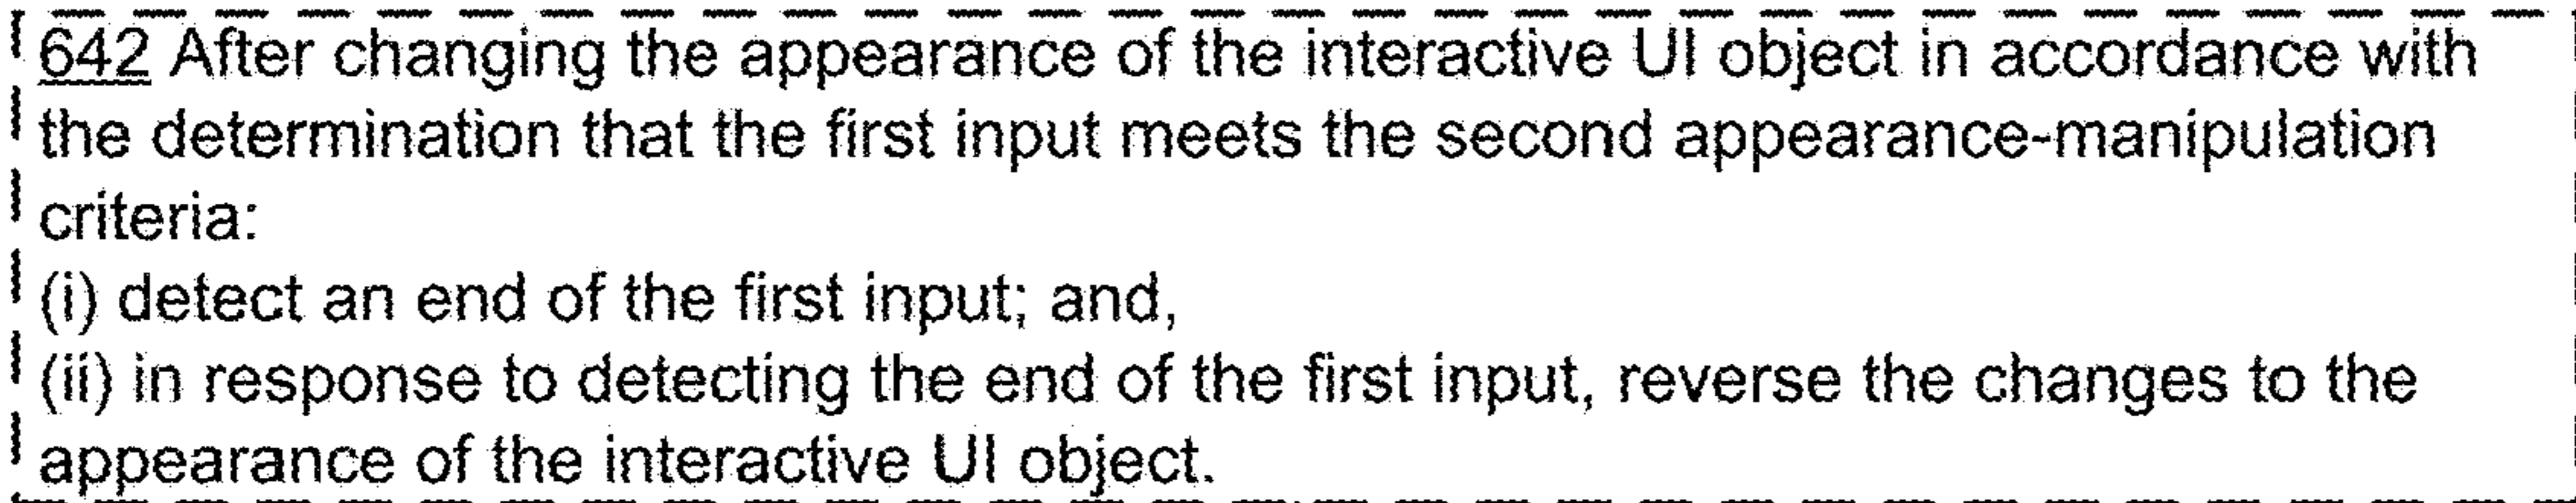 642 After changing the appearance of the interactive UI object in accordance with
the determination that the first input meets the second appearance-manipulation
criteria:
(i) detect an end of the first input; and,
(ii) in response to detecting the end of the first input, reverse the changes to the
appearance of the interactive UI object.